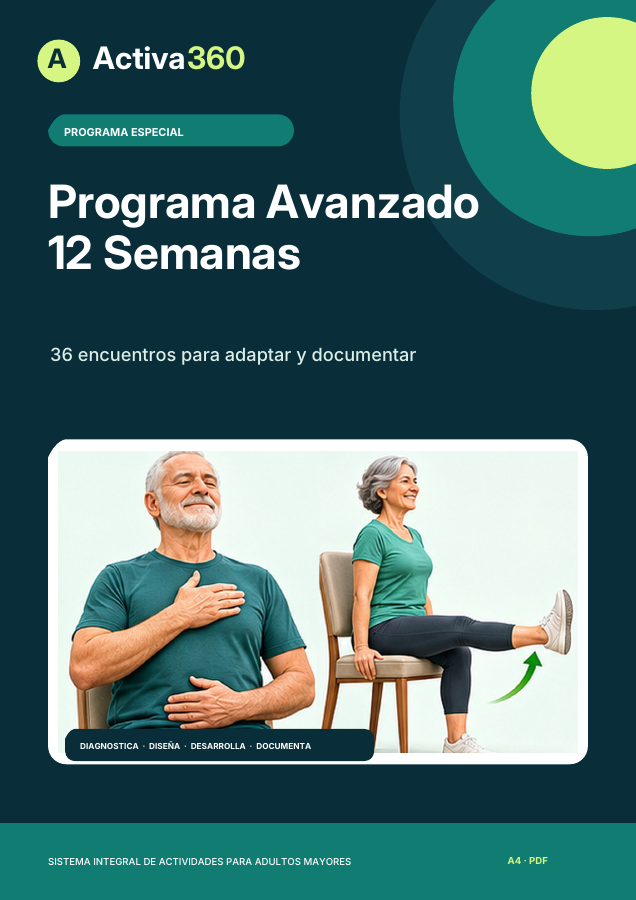 A Activa360
PROGRAMA ESPECIAL
Programa Avanzado
12 Semanas
36 encuentros para adaptar y documentar
DIAGNOSTICA · DISEÑA · DESARROLLA · DOCUMENTA
SISTEMA INTEGRAL DE ACTIVIDADES PARA ADULTOS MAYORES
A4 · PDF